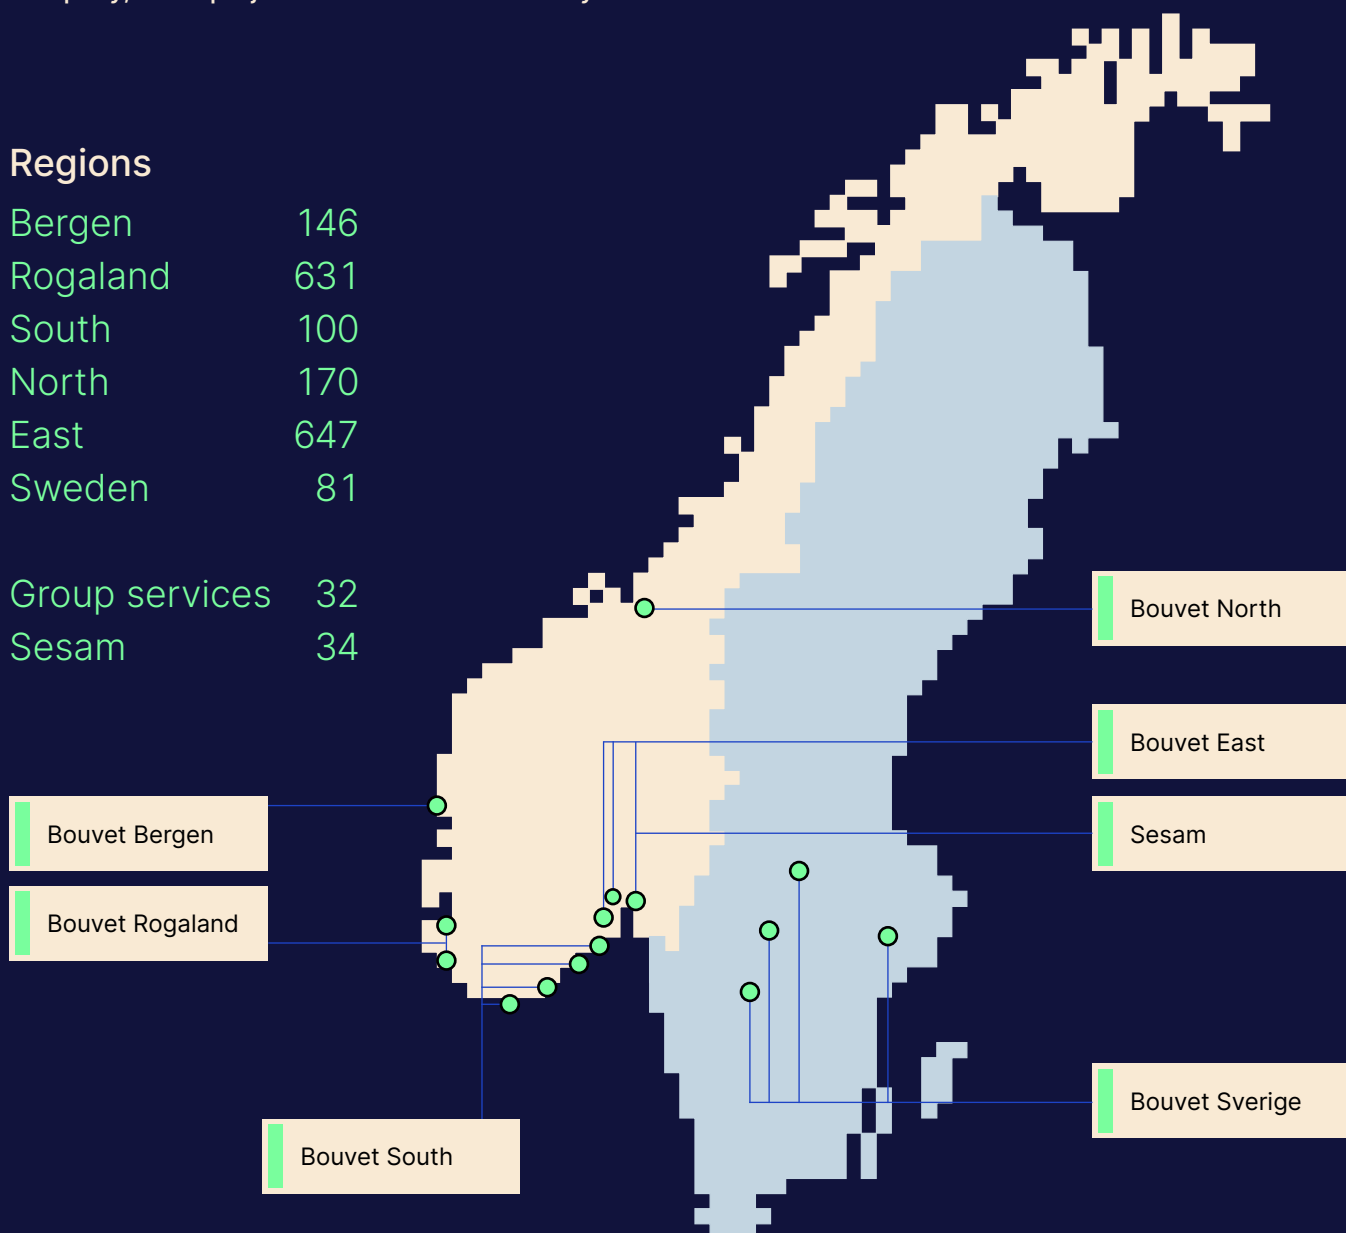 Regions
Bergen 146
Rogaland 631
South 100
North 170
East 647
Sweden 81
Group services 32
Sesam 34
Bouvet North
Bouvet East
Sesam
Bouvet Bergen
Bouvet Rogaland
Bouvet Sverige
Bouvet South